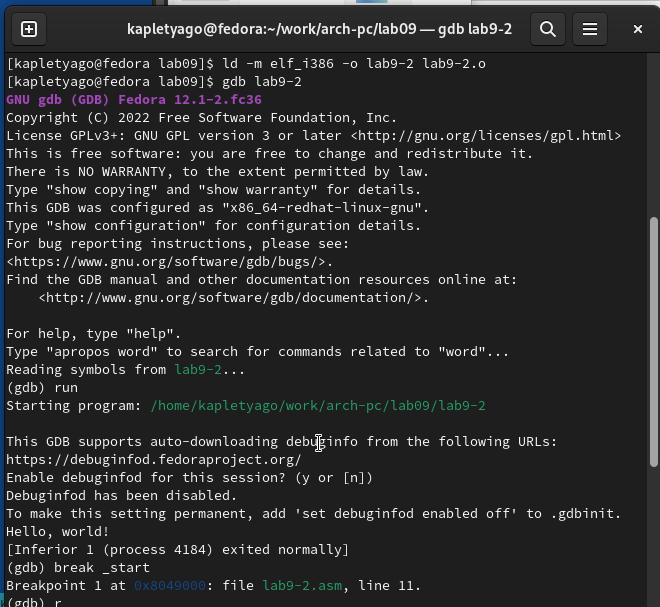 kapletyago@fedora:~/work/arch-pc/lab09 — gdb lab9-2
[kapletyago@fedora lab09]$ ld -m elf_i386 -o lab9-2 lab9-2.o
[kapletyago@fedora lab09]$ gdb lab9-2
GNU gdb (GDB) Fedora 12.1-2.fc36
Copyright (C) 2022 Free Software Foundation, Inc.
License GPLv3+: GNU GPL version 3 or later <http://gnu.org/licenses/gpl.html>
This is free software: you are free to change and redistribute it.
There is NO WARRANTY, to the extent permitted by law.
Type "show copying" and "show warranty" for details.
This GDB was configured as "x86_64-redhat-linux-gnu".
Type "show configuration" for configuration details.
For bug reporting instructions, please see:
<https://www.gnu.org/software/gdb/bugs/>.
Find the GDB manual and other documentation resources online at:
    <http://www.gnu.org/software/gdb/documentation/>.
For help, type "help".
Type "apropos word" to search for commands related to "word"...
Reading symbols from lab9-2...
(gdb) run
Starting program: /home/kapletyago/work/arch-pc/lab09/lab9-2
This GDB supports auto-downloading debuginfo from the following URLs:
https://debuginfod.fedoraproject.org/
Enable debuginfod for this session? (y or [n])
Debuginfod has been disabled.
To make this setting permanent, add 'set debuginfod enabled off' to .gdbinit.
Hello, world!
[Inferior 1 (process 4184) exited normally]
(gdb) break _start
Breakpoint 1 at 0x8049000: file lab9-2.asm, line 11.
(gdb) r